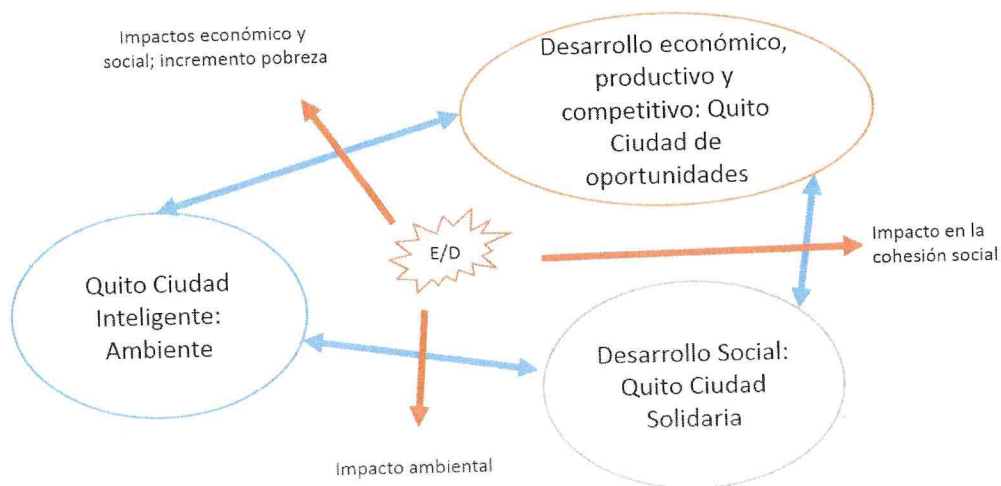 Impactos económico y
social; incremento pobreza
Desarrollo económico,
productivo y
competitivo: Quito
Ciudad de
oportunidades
E/D
Impacto en la
cohesión social
Quito Ciudad
Inteligente:
Ambiente
Desarrollo Social:
Quito Ciudad
Solidaria
Impacto ambiental